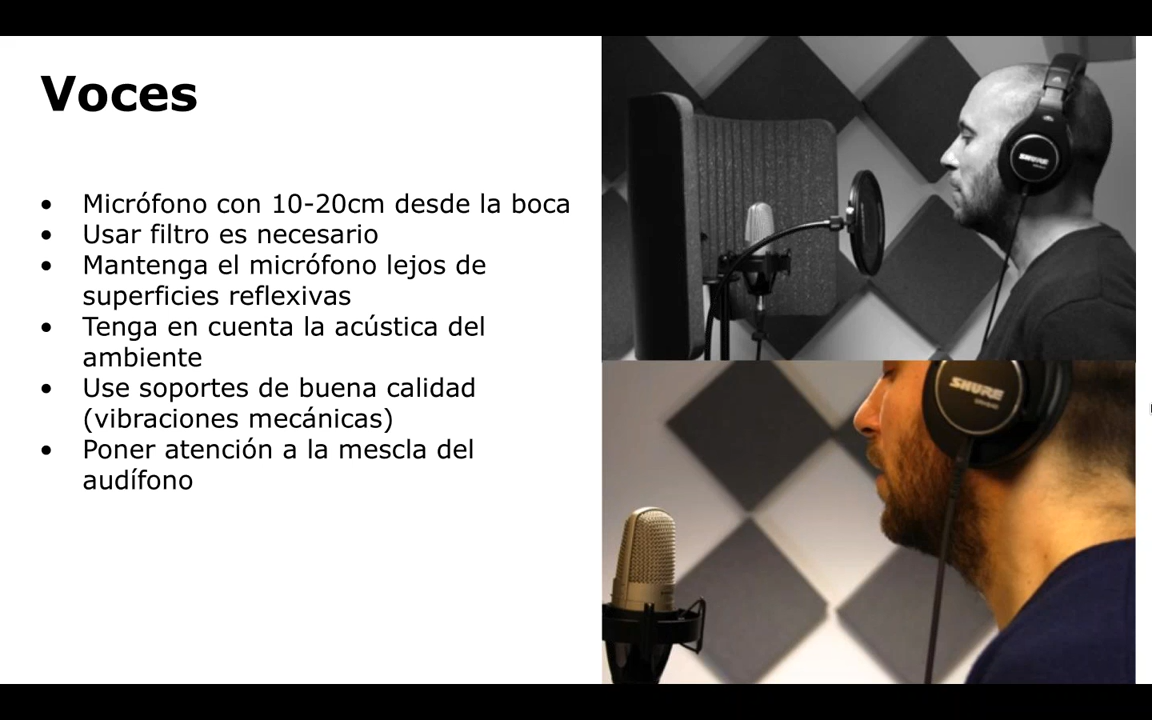 Voces
• Micrófono con 10-20cm desde la boca
• Usar filtro es necesario
• Mantenga el micrófono lejos de
superficies reflexivas
• Tenga en cuenta la acústica del
ambiente
• Use soportes de buena calidad
(vibraciones mecánicas)
• Poner atención a la mescla del
audífono
SHURE
SHURE